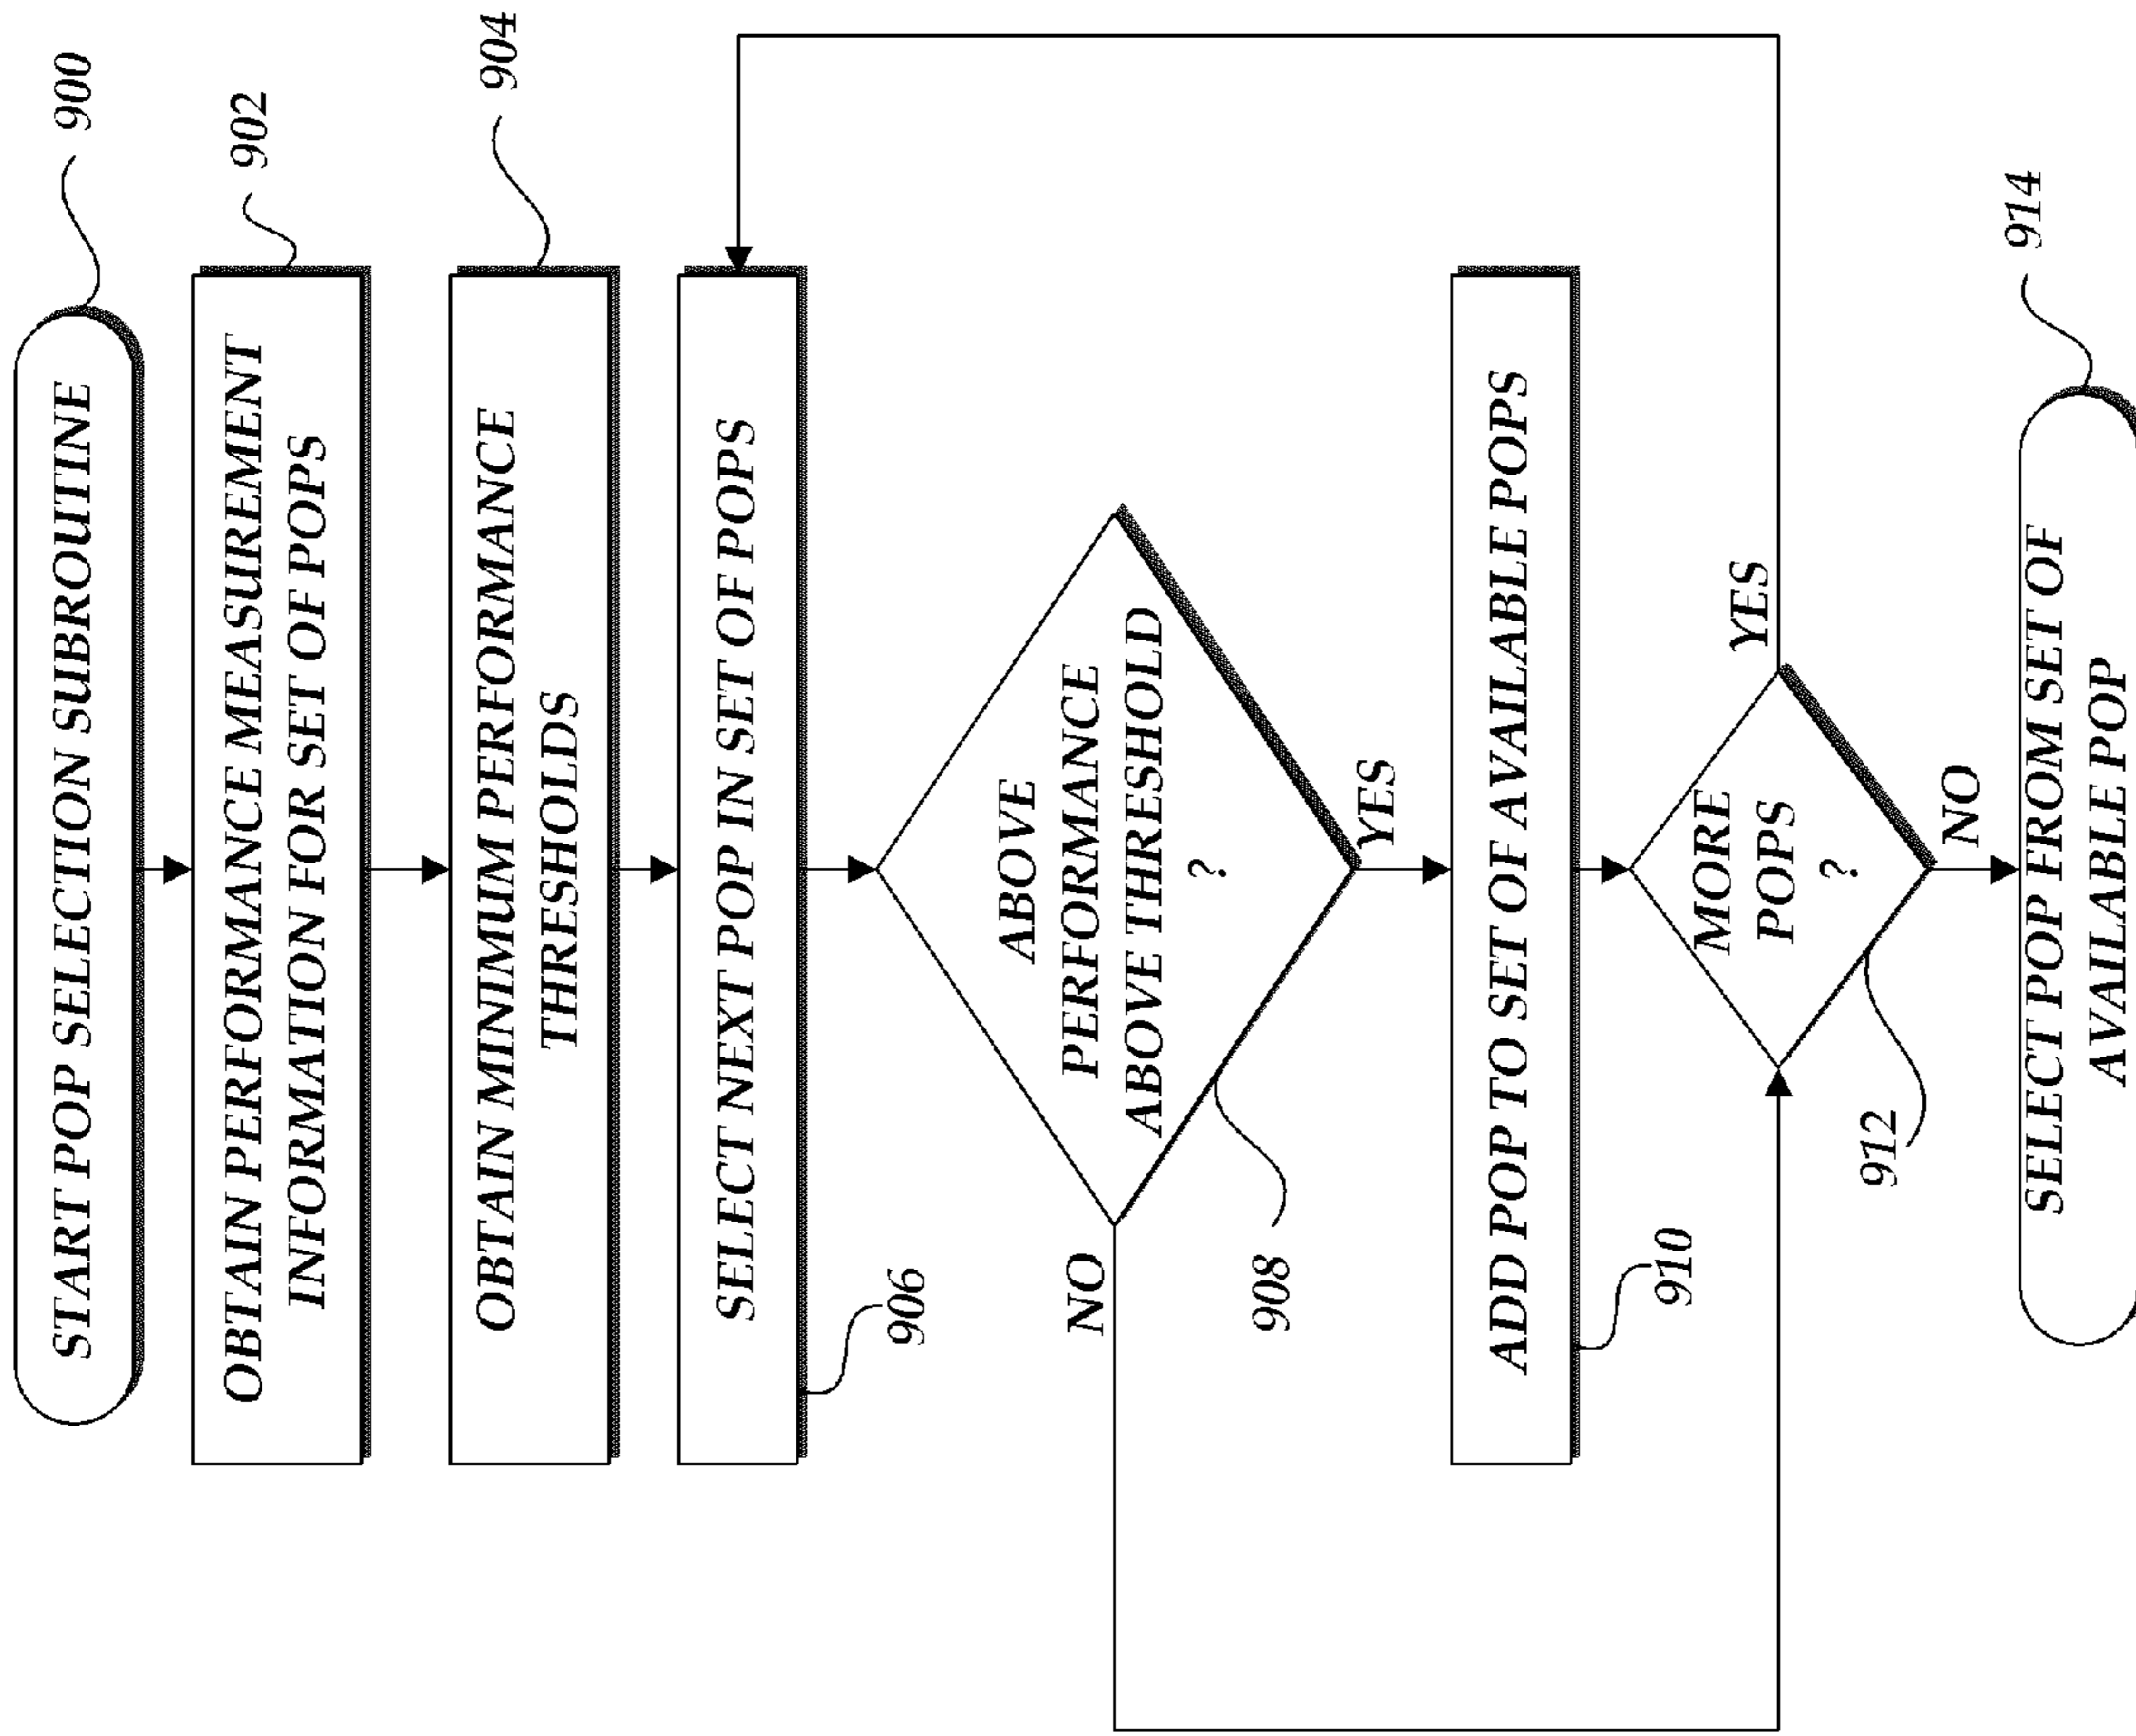 START POP SELECTION SUBROUTINE
900
OBTAIN PERFORMANCE MEASUREMENT
INFORMATION FOR SET OF POPS
902
OBTAIN MINIMUM PERFORMANCE
THRESHOLDS
904
SELECT NEXT POP IN SET OF POPS
906
ABOVE
PERFORMANCE
ABOVE THRESHOLD
?
NO
908
YES
ADD POP TO SET OF AVAILABLE POPS
910
MORE
POPS
?
YES
912
NO
SELECT POP FROM SET OF
AVAILABLE POP
914